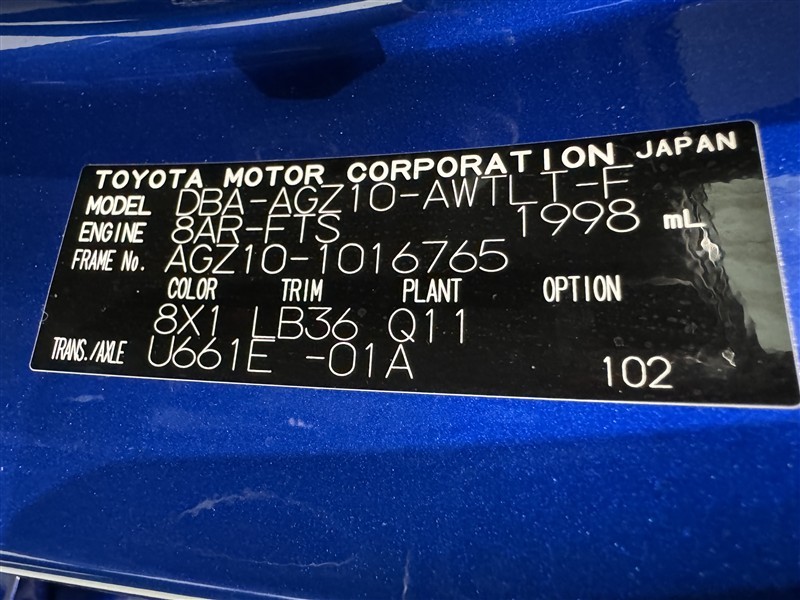 TOYOTA MOTOR CORPORATION JAPAN
MODEL DBA-AGZ10-AWTLT-F
ENGINE 8AR-FTS 1998 mL
FRAME No. AGZ10-1016765
COLOR TRIM PLANT OPTION
8X1 LB36 Q11
TRANS./AXLE U661E -01A 102